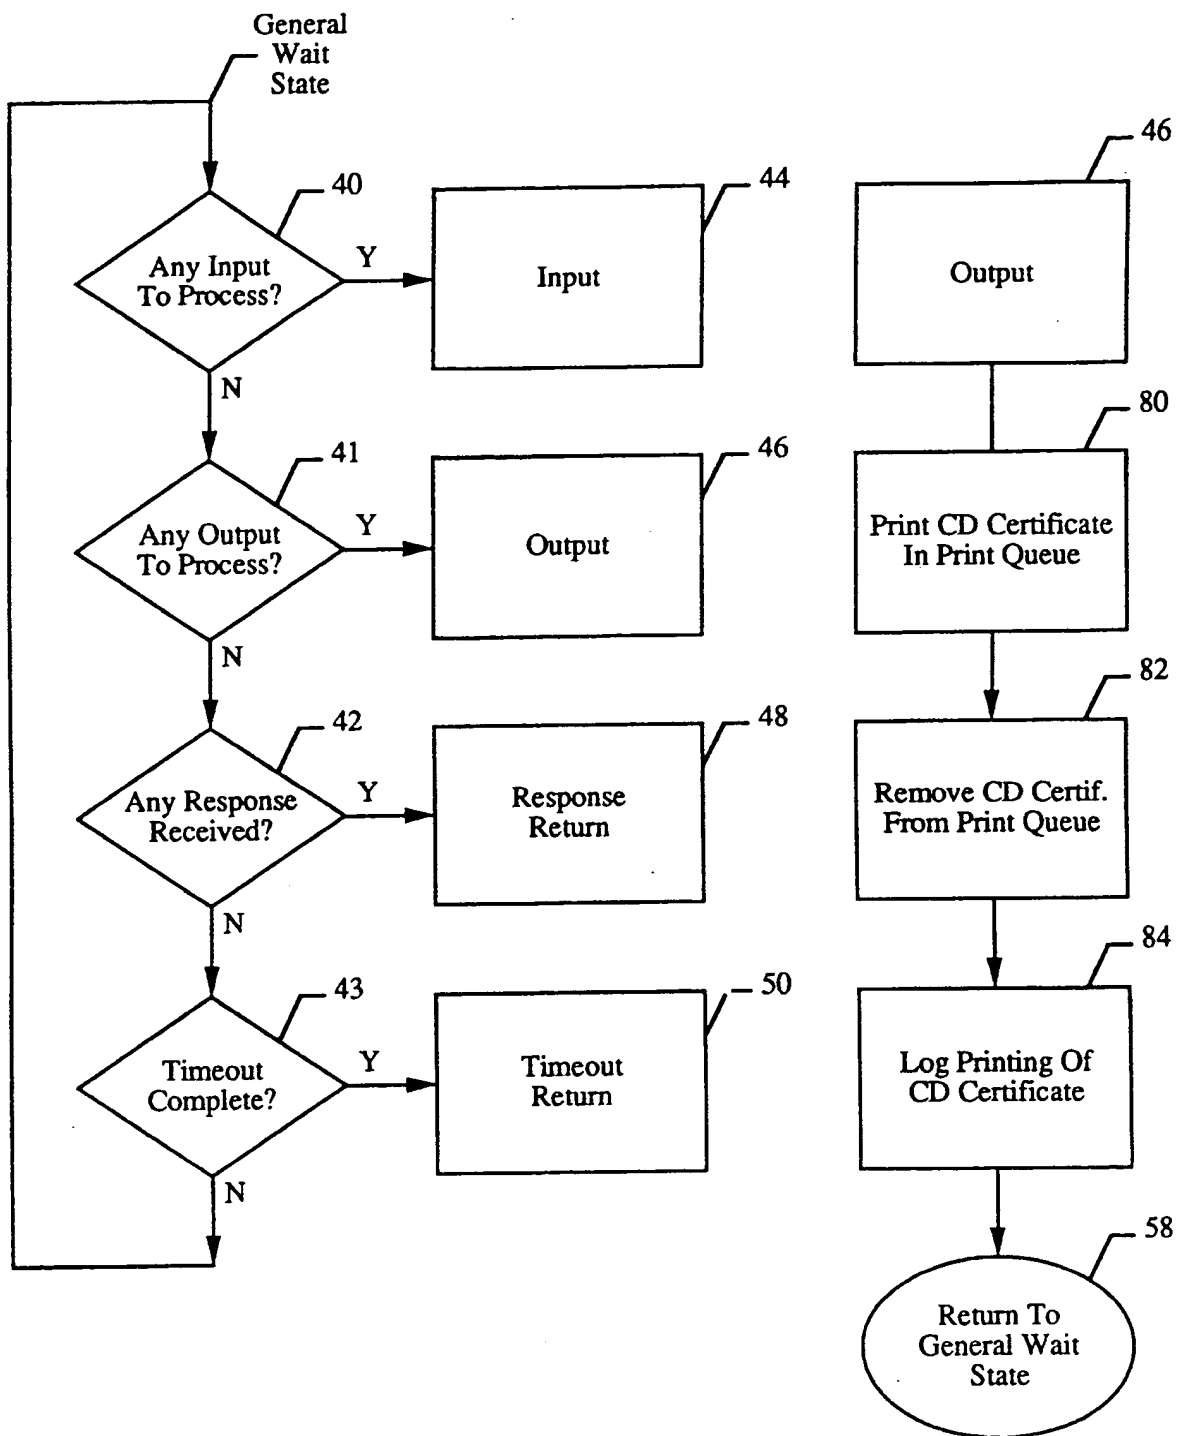 General
Wait
State
40
Any Input
To Process?
Y
44
Input
N
41
Any Output
To Process?
Y
46
Output
N
42
Any Response
Received?
Y
48
Response
Return
N
43
Timeout
Complete?
Y
50
Timeout
Return
N
46
Output
80
Print CD Certificate
In Print Queue
82
Remove CD Certif.
From Print Queue
84
Log Printing Of
CD Certificate
58
Return To
General Wait
State